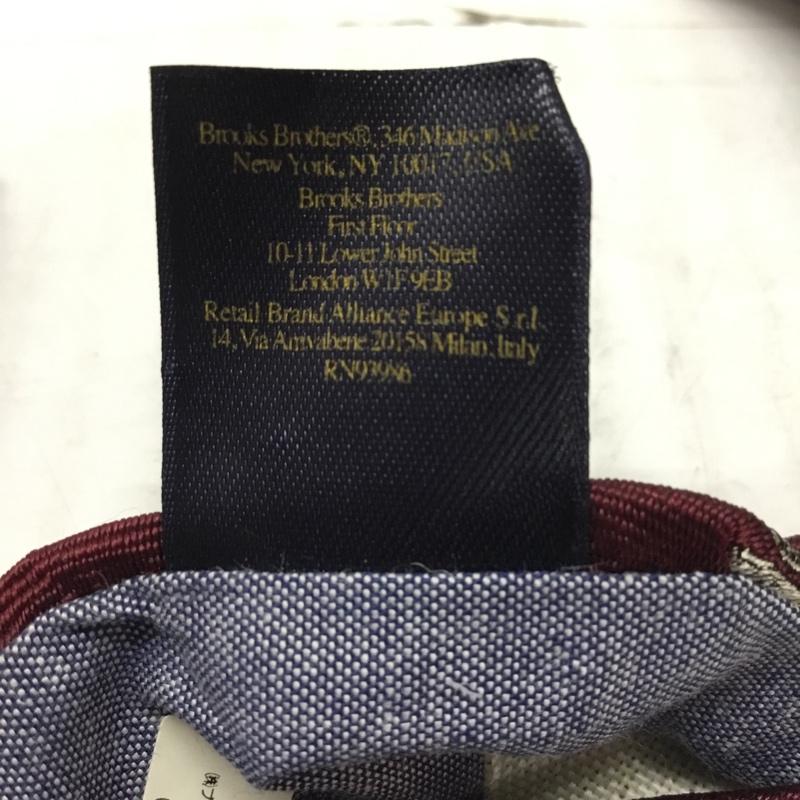 Brooks Brothers®, 346 Madison Ave
New York, NY 10017, USA
Brooks Brothers
First Floor
10-11 Lower John Street
London W1F 9EB
Retail Brand Alliance Europe S.r.l.
14, Via Arrivabene 20158 Milan, Italy
RN93986